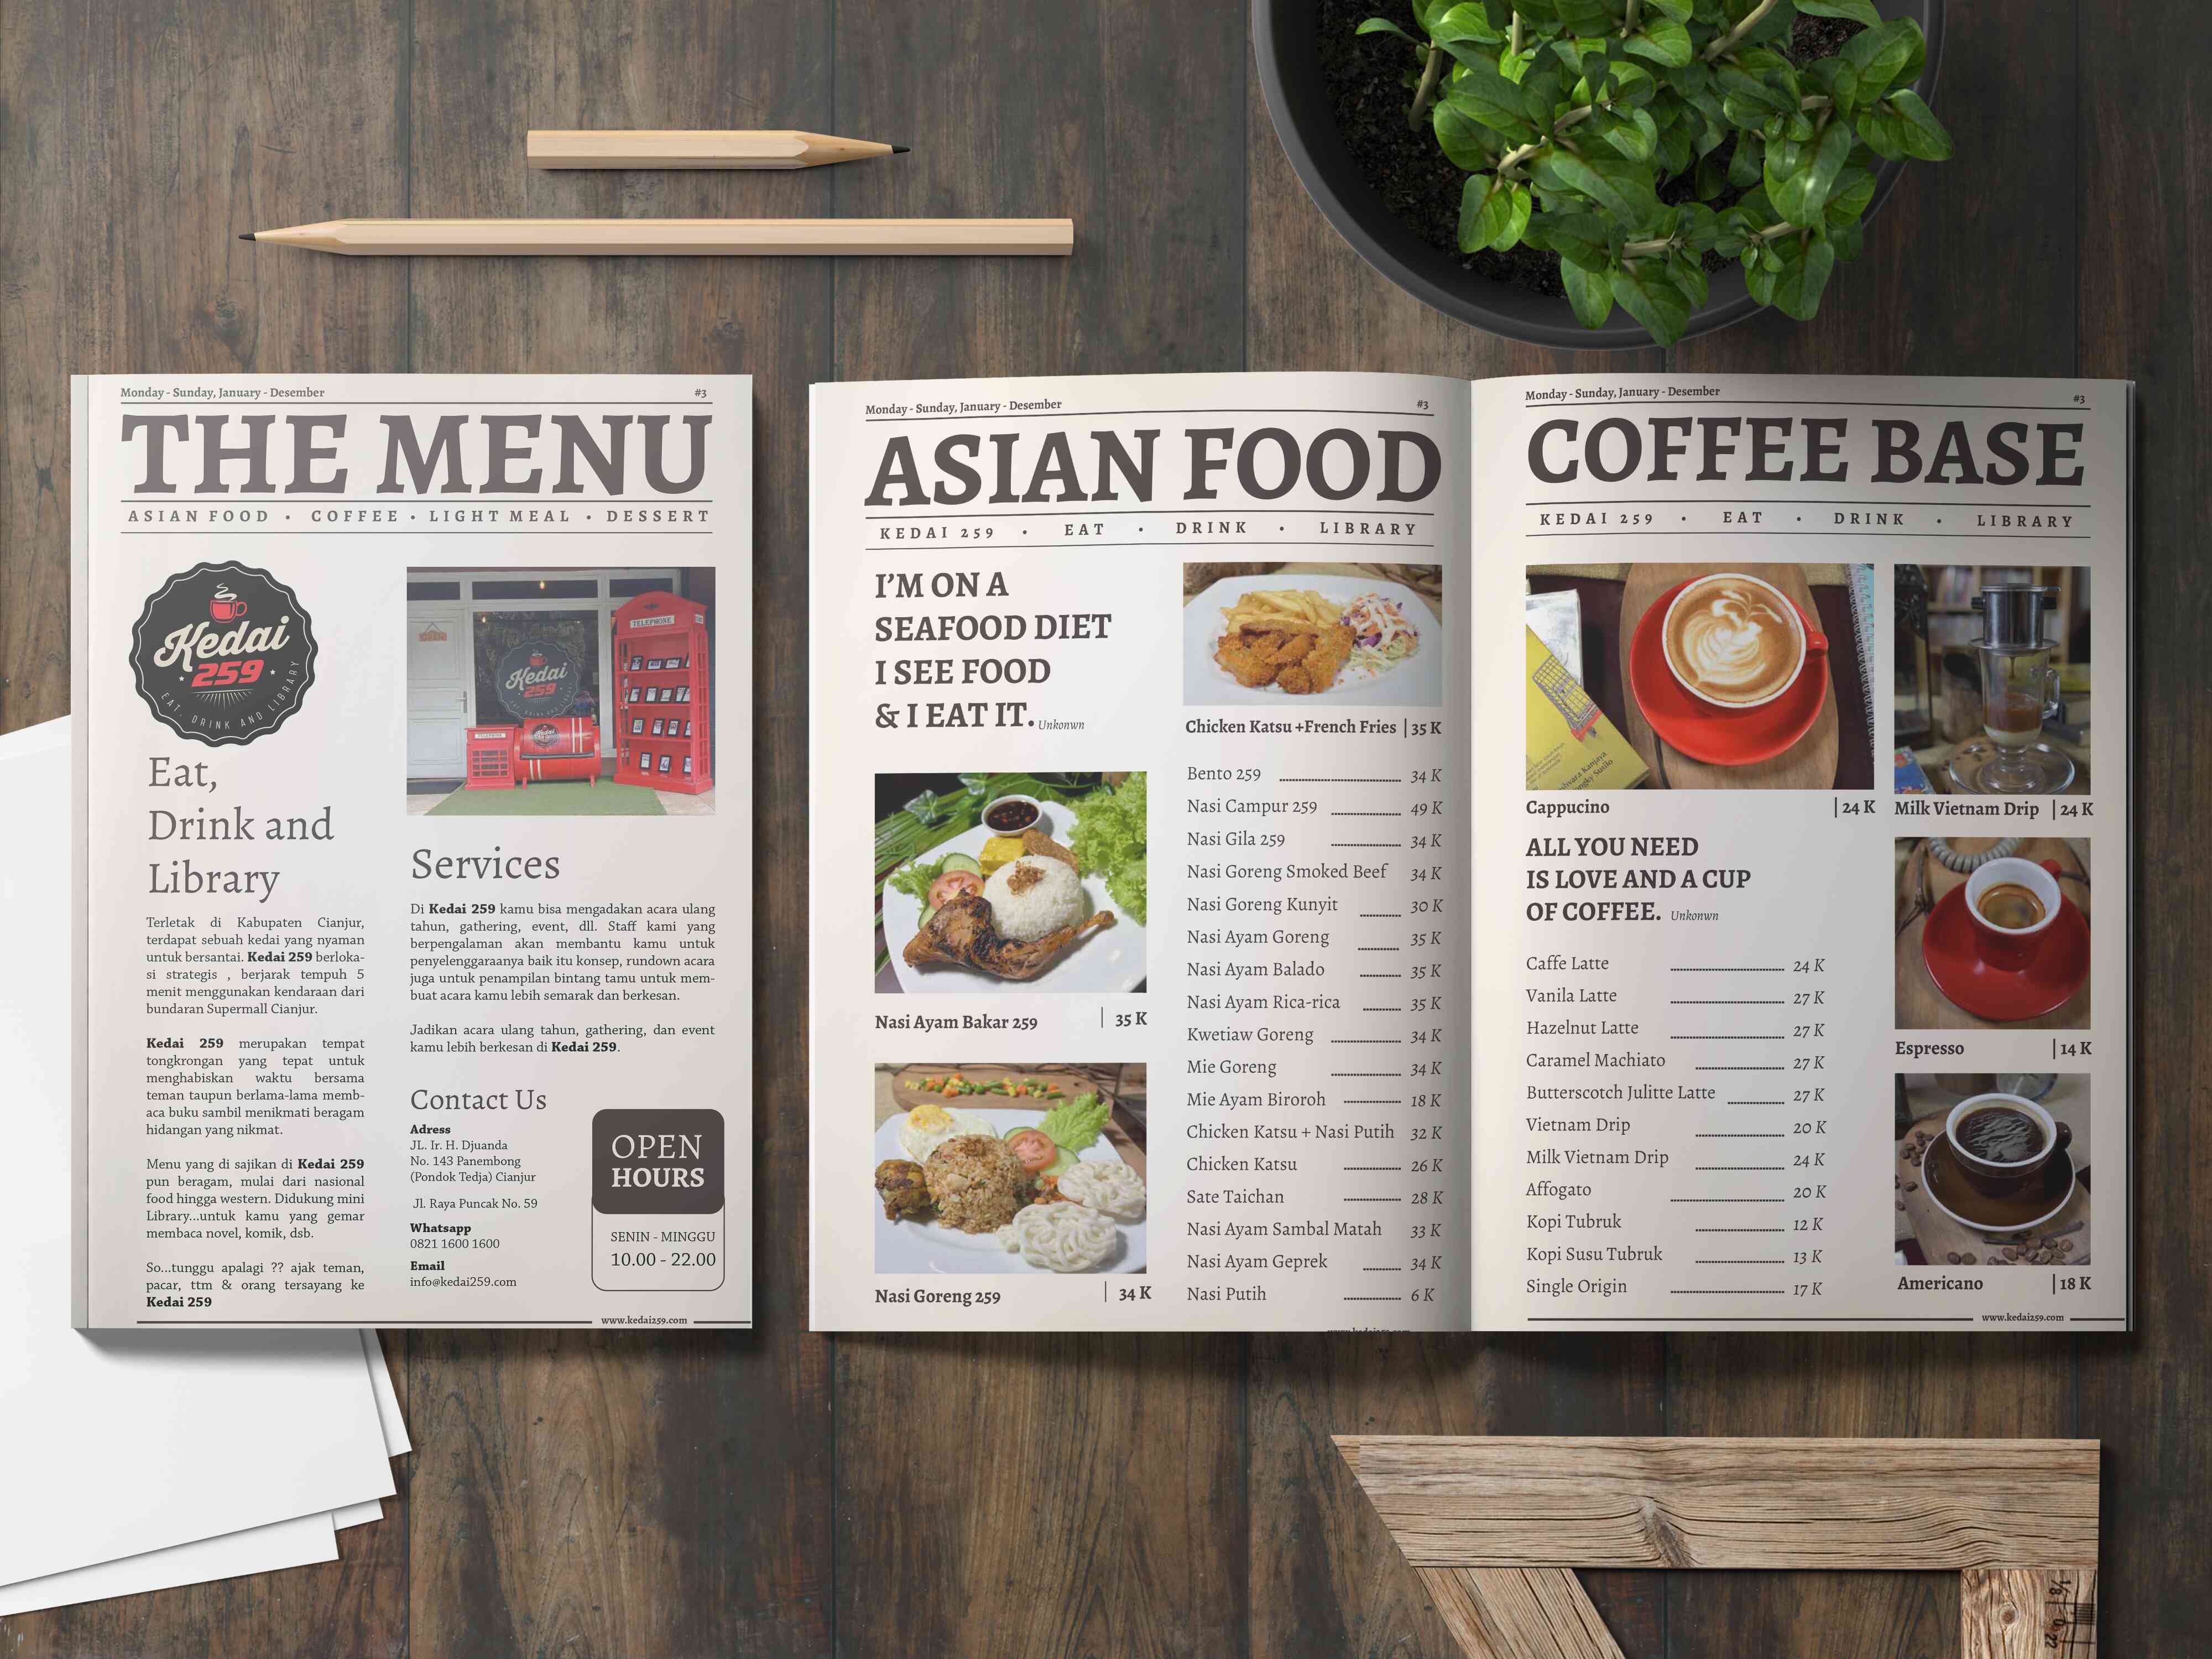 Monday - Sunday, January - Desember #3
THE MENU
ASIAN FOOD • COFFEE • LIGHT MEAL • DESSERT
Kedai
259
EAT, DRINK AND LIBRARY
TELEPHONE
Kedai
259
Eat,
Drink and
Library
Terletak di Kabupaten Cianjur,
terdapat sebuah kedai yang nyaman
untuk bersantai. Kedai 259 berloka-
si strategis , berjarak tempuh 5
menit menggunakan kendaraan dari
bundaran Supermall Cianjur.
Kedai 259 merupakan tempat
tongkrongan yang tepat untuk
menghabiskan waktu bersama
teman taupun berlama-lama memb-
aca buku sambil menikmati beragam
hidangan yang nikmat.
Menu yang di sajikan di Kedai 259
pun beragam, mulai dari nasional
food hingga western. Didukung mini
Library...untuk kamu yang gemar
membaca novel, komik, dsb.
So...tunggu apalagi ?? ajak teman,
pacar, ttm & orang tersayang ke
Kedai 259
Services
Di Kedai 259 kamu bisa mengadakan acara ulang
tahun, gathering, event, dll. Staff kami yang
berpengalaman akan membantu kamu untuk
penyelenggaraanya baik itu konsep, rundown acara
juga untuk penampilan bintang tamu untuk mem-
buat acara kamu lebih semarak dan berkesan.
Jadikan acara ulang tahun, gathering, dan event
kamu lebih berkesan di Kedai 259.
Contact Us
Adress
JL. Ir. H. Djuanda
No. 143 Panembong
(Pondok Tedja) Cianjur
Jl. Raya Puncak No. 59
Whatsapp
0821 1600 1600
Email
info@kedai259.com
OPEN
HOURS
SENIN - MINGGU
10.00 - 22.00
www.kedai259.com
Monday - Sunday, January - Desember #3
ASIAN FOOD
KEDAI 259 • EAT • DRINK • LIBRARY
I'M ON A
SEAFOOD DIET
I SEE FOOD
& I EAT IT. Unkonwn
Nasi Ayam Bakar 259 | 35 K
Nasi Goreng 259 | 34 K
Chicken Katsu +French Fries | 35 K
Bento 259 34 K
Nasi Campur 259 49 K
Nasi Gila 259 34 K
Nasi Goreng Smoked Beef 34 K
Nasi Goreng Kunyit 30 K
Nasi Ayam Goreng 35 K
Nasi Ayam Balado 35 K
Nasi Ayam Rica-rica 35 K
Kwetiaw Goreng 34 K
Mie Goreng 34 K
Mie Ayam Biroroh 18 K
Chicken Katsu + Nasi Putih 32 K
Chicken Katsu 26 K
Sate Taichan 28 K
Nasi Ayam Sambal Matah 33 K
Nasi Ayam Geprek 34 K
Nasi Putih 6 K
Monday - Sunday, January - Desember #3
COFFEE BASE
KEDAI 259 • EAT • DRINK • LIBRARY
Cappucino | 24 K
Milk Vietnam Drip | 24 K
ALL YOU NEED
IS LOVE AND A CUP
OF COFFEE. Unkonwn
Caffe Latte 24 K
Vanila Latte 27 K
Hazelnut Latte 27 K
Caramel Machiato 27 K
Butterscotch Julitte Latte 27 K
Vietnam Drip 20 K
Milk Vietnam Drip 24 K
Affogato 20 K
Kopi Tubruk 12 K
Kopi Susu Tubruk 13 K
Single Origin 17 K
Espresso | 14 K
Americano | 18 K
www.kedai259.com